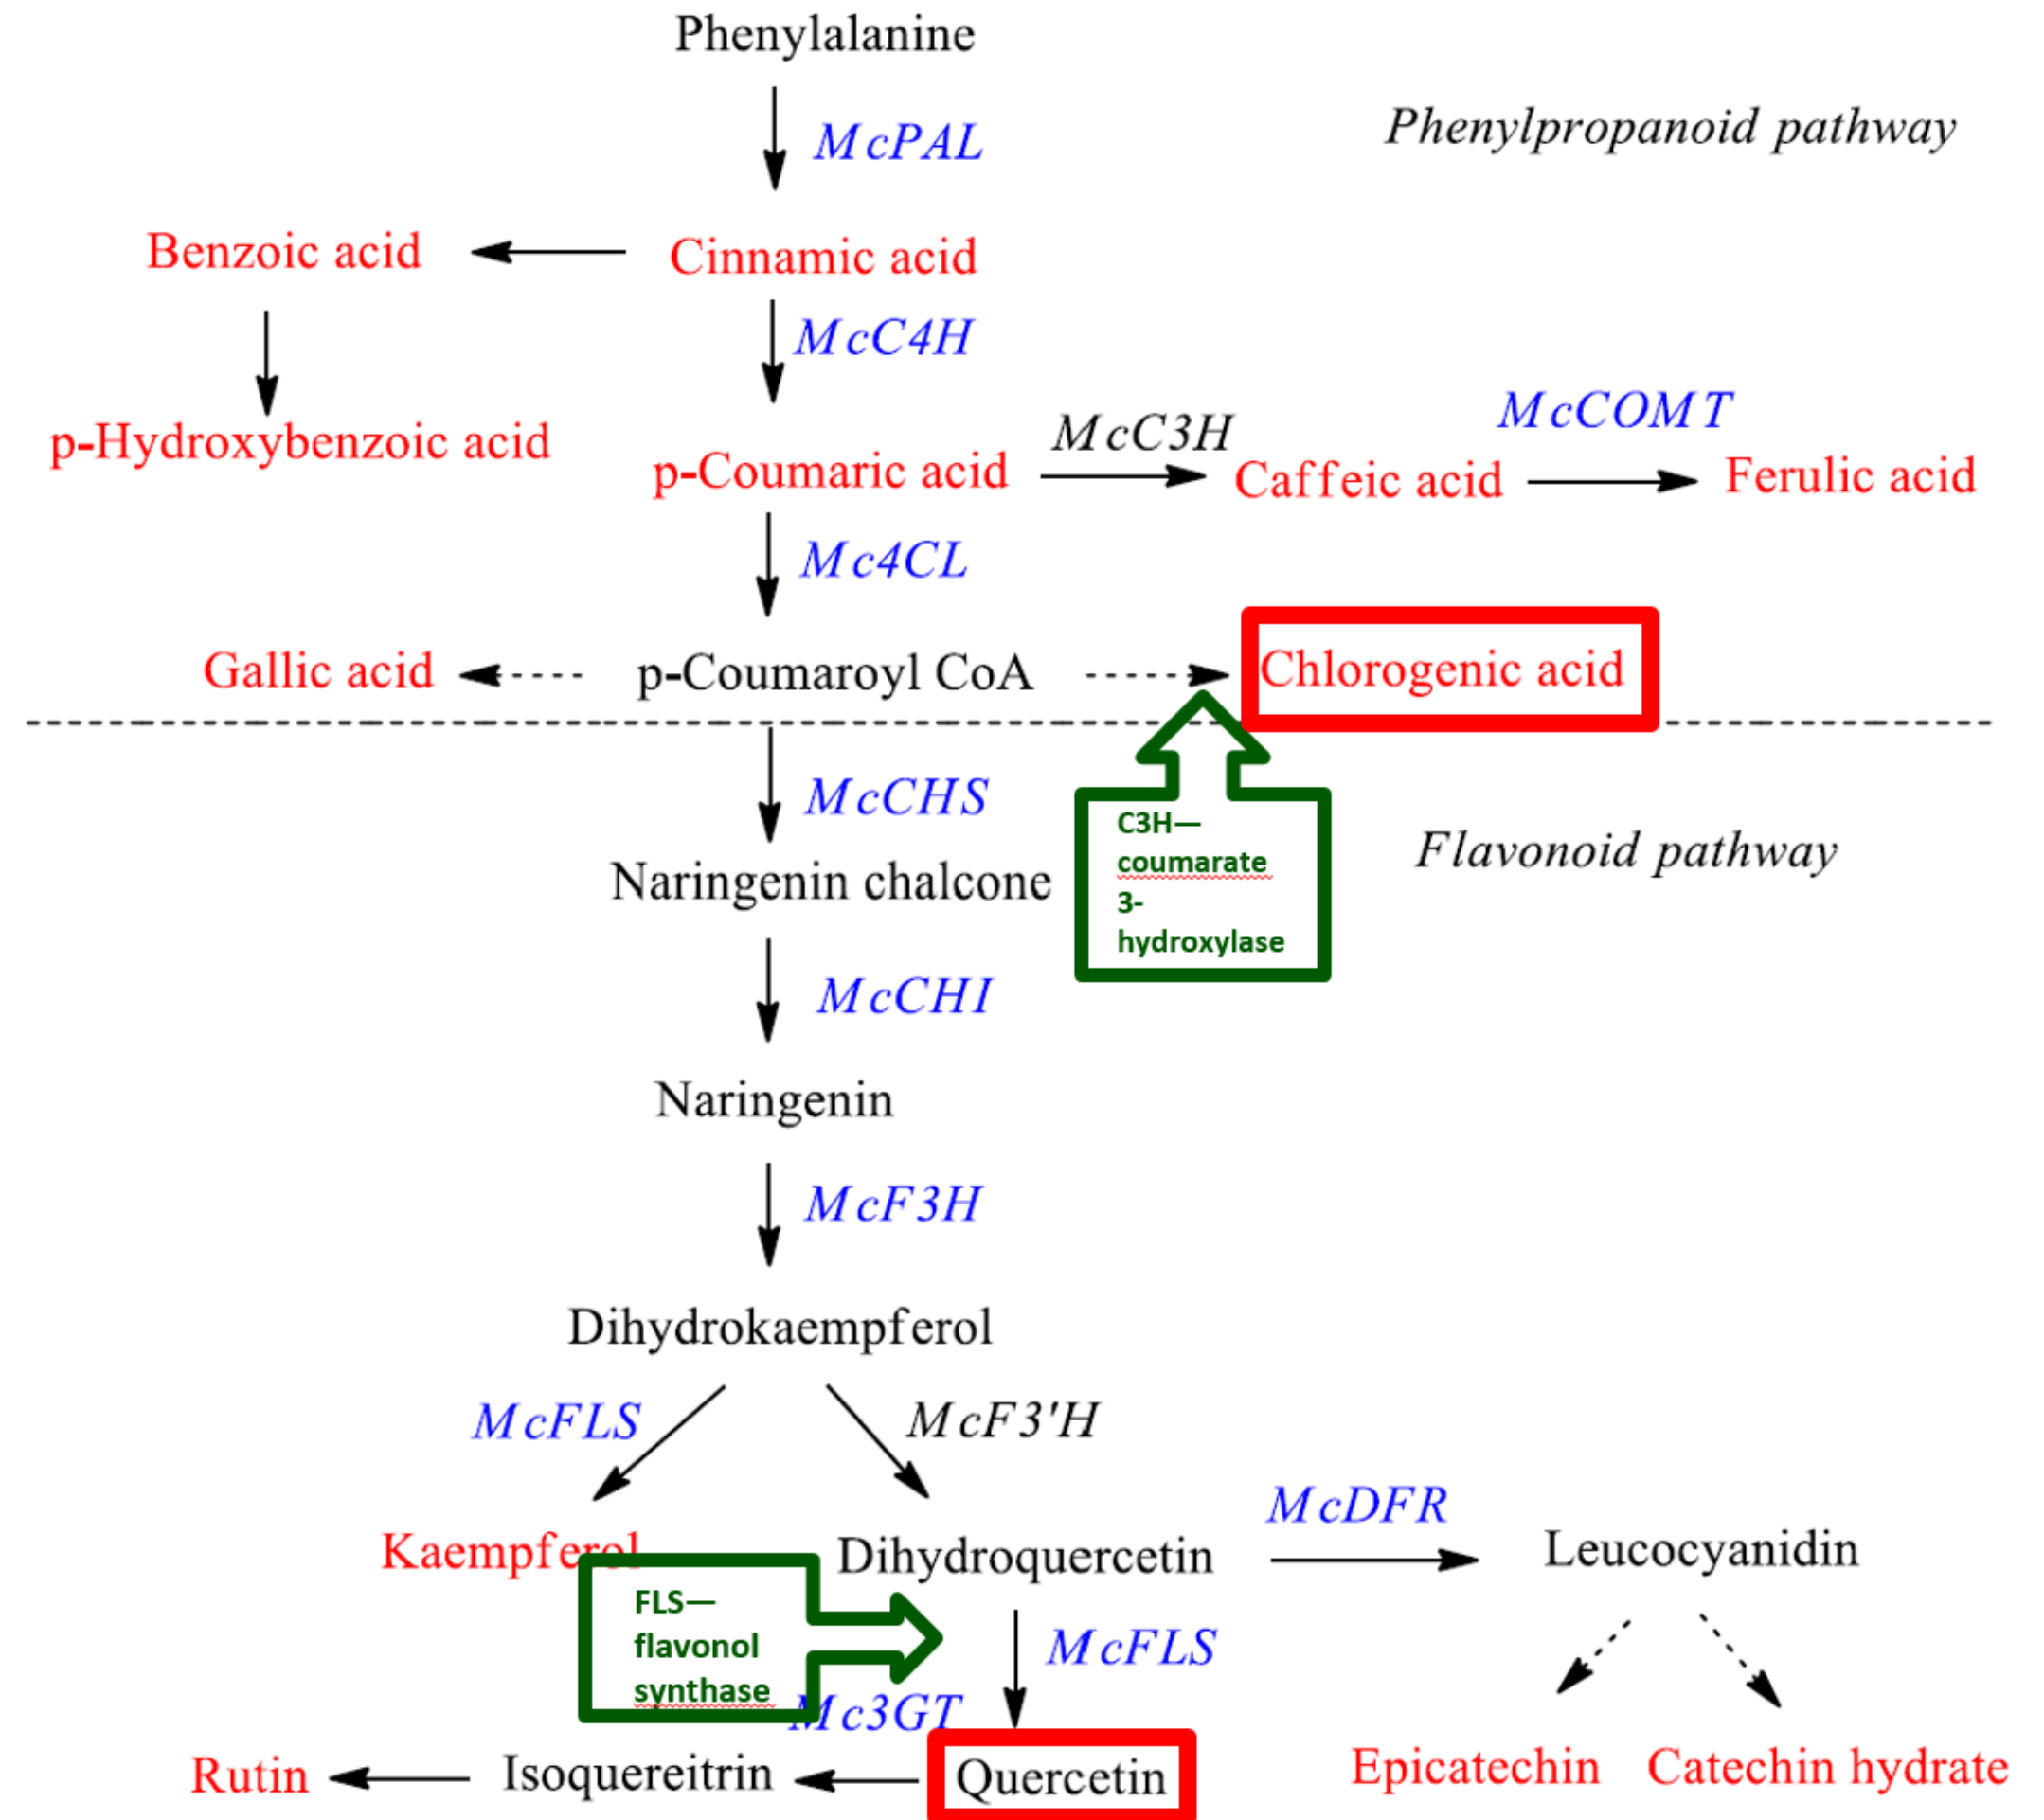 Phenylalanine
McPAL
Phenylpropanoid pathway
Benzoic acid
Cinnamic acid
McC4H
p-Hydroxybenzoic acid
p-Coumaric acid
McC3H
Caffeic acid
McCOMT
Ferulic acid
Mc4CL
Gallic acid
p-Coumaroyl CoA
Chlorogenic acid
McCHS
C3H—
coumarate
3-
hydroxylase
Flavonoid pathway
Naringenin chalcone
McCHI
Naringenin
McF3H
Dihydrokaempferol
McFLS
McF3'H
Kaempferol
Dihydroquercetin
McDFR
Leucocyanidin
FLS—
flavonol
synthase
McFLS
Mc3GT
Rutin
Isoquereitrin
Quercetin
Epicatechin
Catechin hydrate